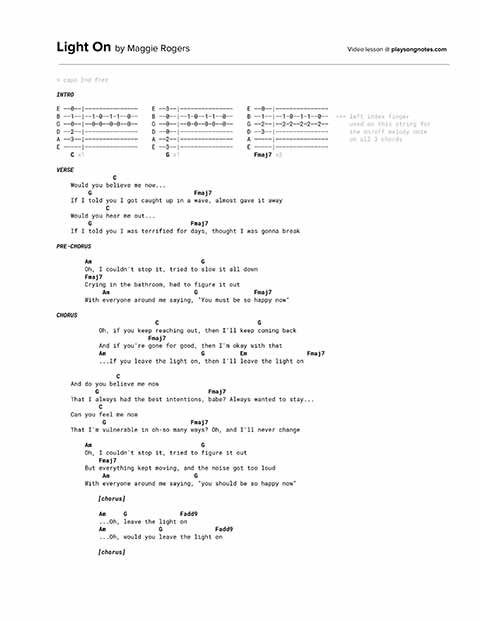 Light On by Maggie Rogers
Video lesson @ playsongnotes.com
< capo 2nd fret
INTRO
E --0--|--------------- E --3--|--------------- E --0--|---------------
B --1--|--1-0--1-1--0-- B --0--|--1-0--1-1--0-- B --1--|--1-0--1-1--0-- <-- left index finger
G --0--|--0-0--0-0--0-- G --0--|--0-0--0-0--0-- G --2--|--2-2--2-2--2-- used on this string for
D --2--|--------------- D --0--|--------------- D --3--|--------------- the on/off melody note
A --3--|--------------- A --2--|--------------- A -----|--------------- on all 3 chords
E -----|--------------- E --3--|--------------- E -----|---------------
C G Fmaj7
VERSE
C
Would you believe me now...
G Fmaj7
If I told you I got caught up in a wave, almost gave it away
C
Would you hear me out...
G Fmaj7
If I told you I was terrified for days, thought I was gonna break
PRE-CHORUS
Am G
Oh, I couldn't stop it, tried to slow it all down
Fmaj7
Crying in the bathroom, had to figure it out
Am G Fmaj7
With everyone around me saying, "You must be so happy now"
CHORUS
C G
Oh, if you keep reaching out, then I'll keep coming back
Fmaj7
And if you're gone for good, then I'm okay with that
Am G Em Fmaj7
...If you leave the light on, then I'll leave the light on
C
And do you believe me now
G Fmaj7
That I always had the best intentions, babe? Always wanted to stay...
C
Can you feel me now
G Fmaj7
That I'm vulnerable in oh-so many ways? Oh, and I'll never change
Am G
Oh, I couldn't stop it, tried to figure it out
Fmaj7
But everything kept moving, and the noise got too loud
Am G
With everyone around me saying, "you should be so happy now"
[chorus]
Am G Fadd9
...Oh, leave the light on
Am G Fadd9
...Oh, would you leave the light on
[chorus]